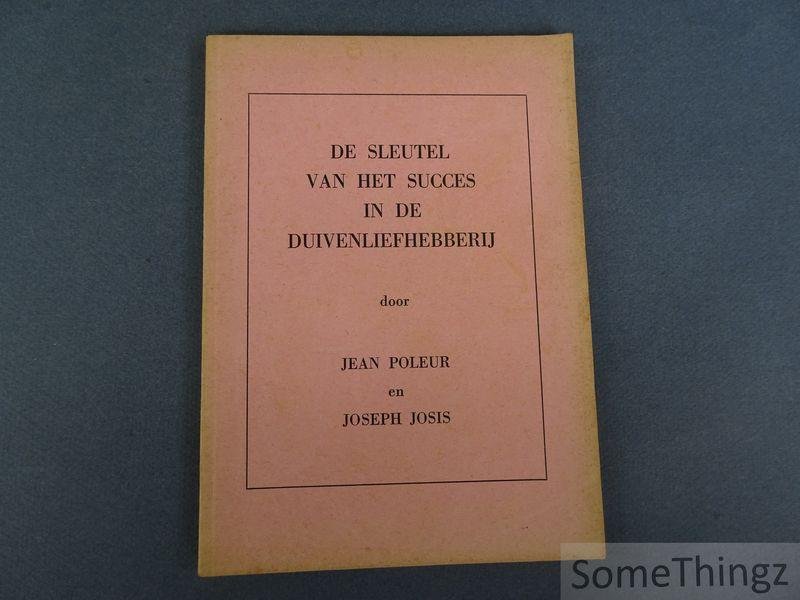 DE SLEUTEL
VAN HET SUCCES
IN DE
DUIVENLIEFHEBBERIJ
door
JEAN POLEUR
en
JOSEPH JOSIS
SomeThingz